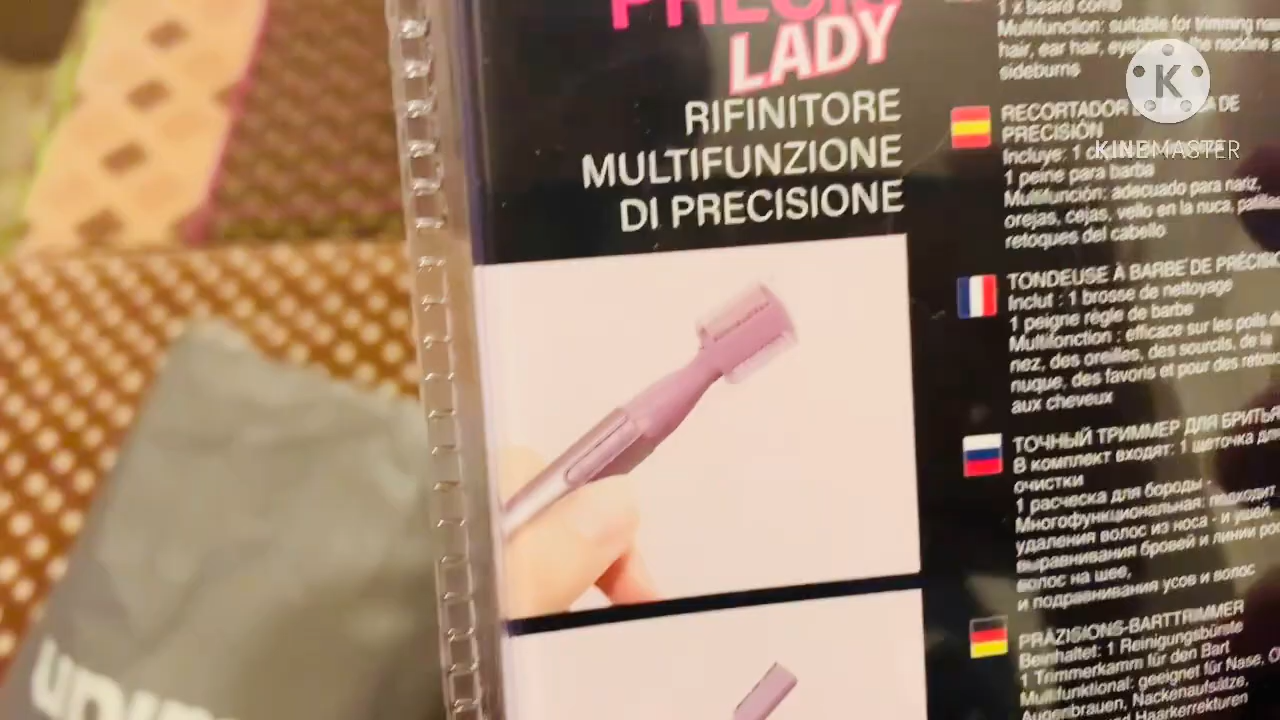 PRECIS
LADY
RIFINITORE
MULTIFUNZIONE
DI PRECISIONE
1 x beard comb
Multifunction: suitable for trimming
hair, ear hair, the neckline
sideburns
RECORTADOR DE
PRECISIÓN
Incluye: 1
1 peine para barba
Multifunción: adecuado para nariz,
orejas, cejas, vello en la nuca,
retoques del cabello
TONDEUSE À BARBE DE PRÉCISIO
Inclut : 1 brosse de nettoyage
1 peigne règle de barbe
Multifonction : efficace sur les poils
nez, des oreilles, des sourcils, de la
nuque, des favoris et pour des
aux cheveux
ТОЧНЫЙ ТРИММЕР ДЛЯ БРИТЬЯ
В комплект входят: 1 щеточка для
очистки
1 расческа для бороды -
Многофункциональная: подходит
удаления волос из носа - и ушей
выравнивания бровей и линии
волос на шее,
и подравнивания усов и волос
PRÄZISIONS-BARTTRIMMER
Beinhaltet: 1 Reinigungsbürste
1 Trimmerkamm für den Bart
Multifunktional: geeignet für Nase,
Augenbrauen, Nackenaufsätze,
Haarkorrekturen
K
KINEMASTER